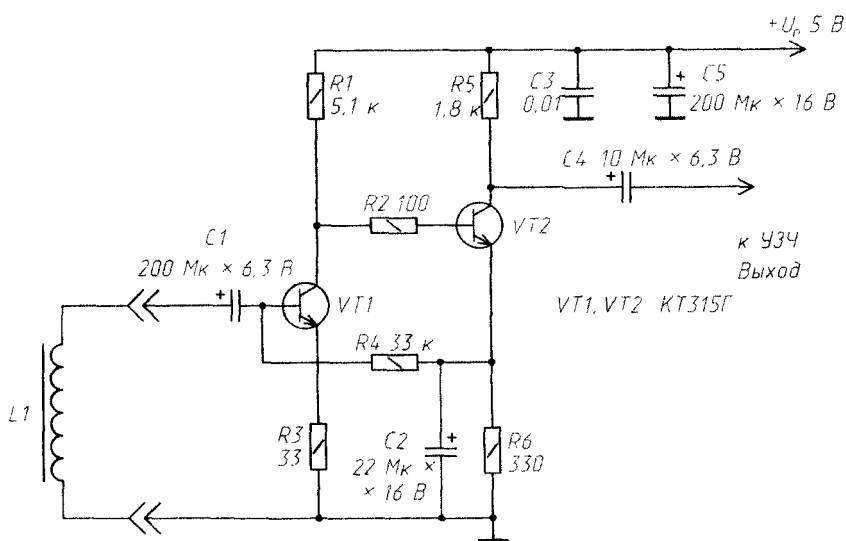 +Uп 5 В
R1
5,1 к
R5
1,8 к
C3
0,01
C5
+
200 Мк × 16 В
C4 10 Мк × 6,3 В
+
R2 100
VT2
C1
200 Мк × 6,3 В
+
к УЗЧ
Выход
VT1
VT1, VT2 КТ315Г
R4 33 к
L1
R3
33
C2
+
22 Мк ×
× 16 В
R6
330